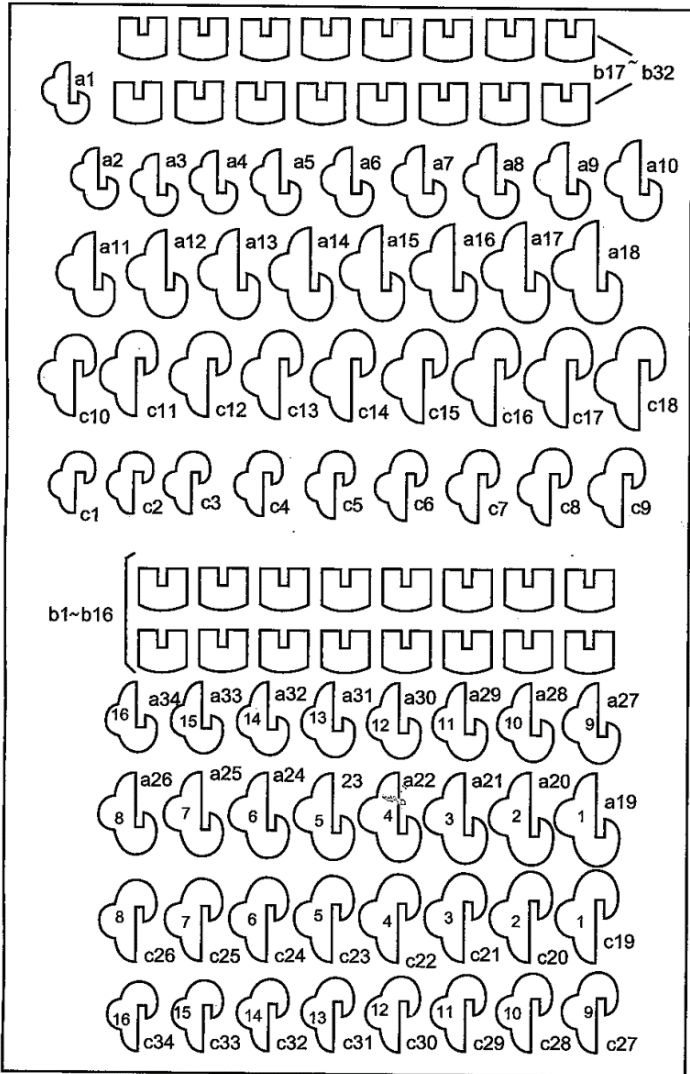 b17~b32
a1
a2 a3 a4 a5 a6 a7 a8 a9 a10
a11 a12 a13 a14 a15 a16 a17 a18
c10 c11 c12 c13 c14 c15 c16 c17 c18
c1 c2 c3 c4 c5 c6 c7 c8 c9
b1~b16
a34 a33 a32 a31 a30 a29 a28 a27
16 15 14 13 12 11 10 9
a26 a25 a24 23 a22 a21 a20 a19
8 7 6 5 4 3 2 1
8 7 6 5 4 3 2 1
c26 c25 c24 c23 c22 c21 c20 c19
16 15 14 13 12 11 10 9
c34 c33 c32 c31 c30 c29 c28 c27